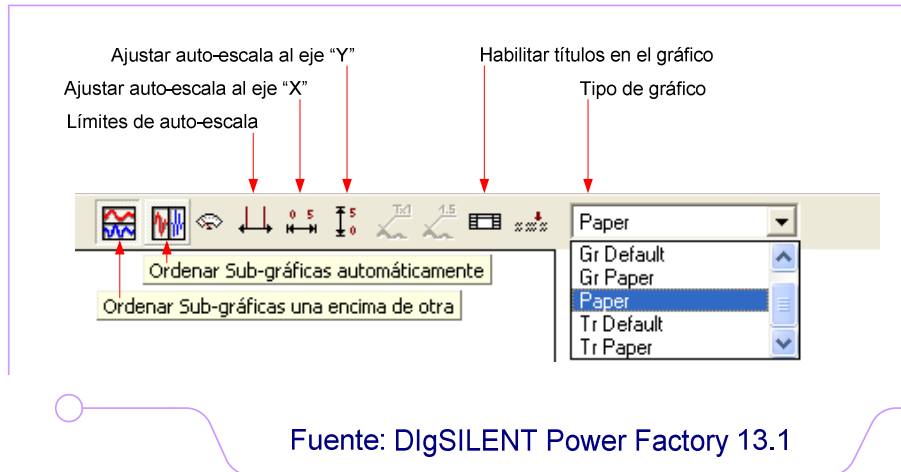 Ajustar auto-escala al eje “Y”
Habilitar títulos en el gráfico
Ajustar auto-escala al eje “X”
Tipo de gráfico
Límites de auto-escala
0 5
5
0
Tx1
1.5
Paper
Gr Default
Gr Paper
Paper
Tr Default
Tr Paper
Ordenar Sub-gráficas automáticamente
Ordenar Sub-gráficas una encima de otra
Fuente: DIgSILENT Power Factory 13.1